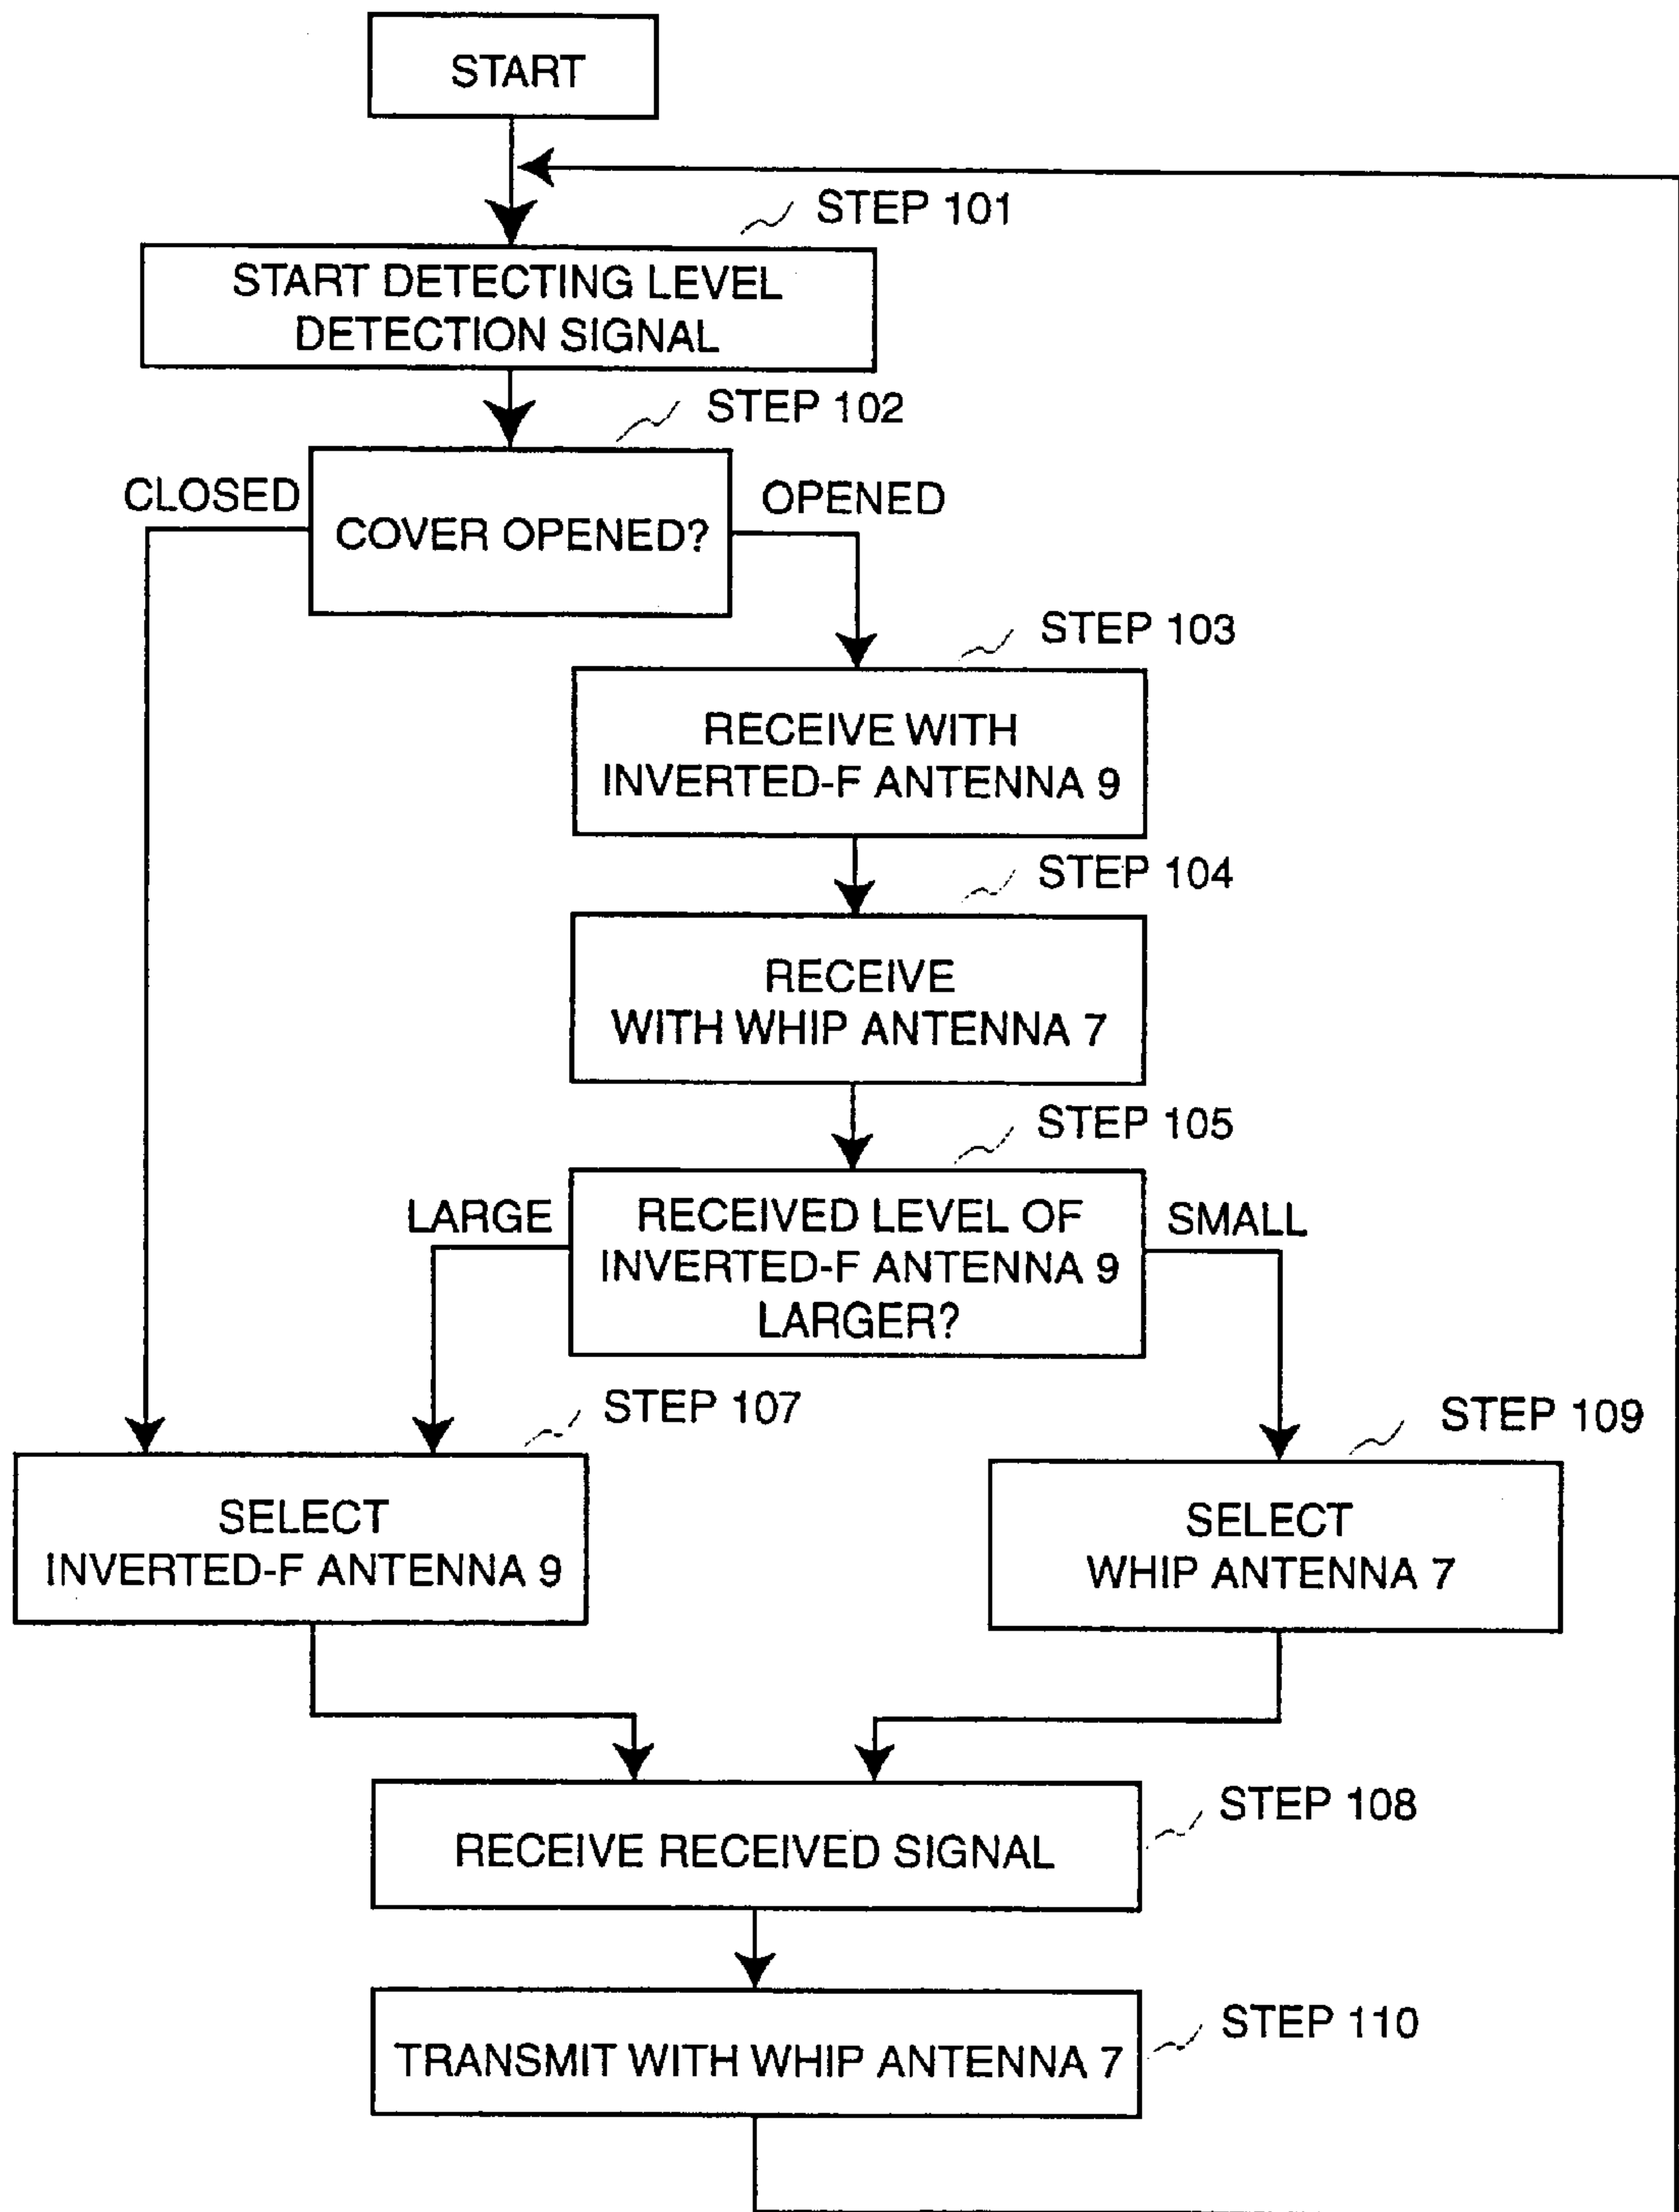 START
STEP 101
START DETECTING LEVEL
DETECTION SIGNAL
STEP 102
CLOSED
OPENED
COVER OPENED?
STEP 103
RECEIVE WITH
INVERTED-F ANTENNA 9
STEP 104
RECEIVE
WITH WHIP ANTENNA 7
STEP 105
LARGE
RECEIVED LEVEL OF
INVERTED-F ANTENNA 9
LARGER?
SMALL
STEP 107
STEP 109
SELECT
INVERTED-F ANTENNA 9
SELECT
WHIP ANTENNA 7
STEP 108
RECEIVE RECEIVED SIGNAL
STEP 110
TRANSMIT WITH WHIP ANTENNA 7